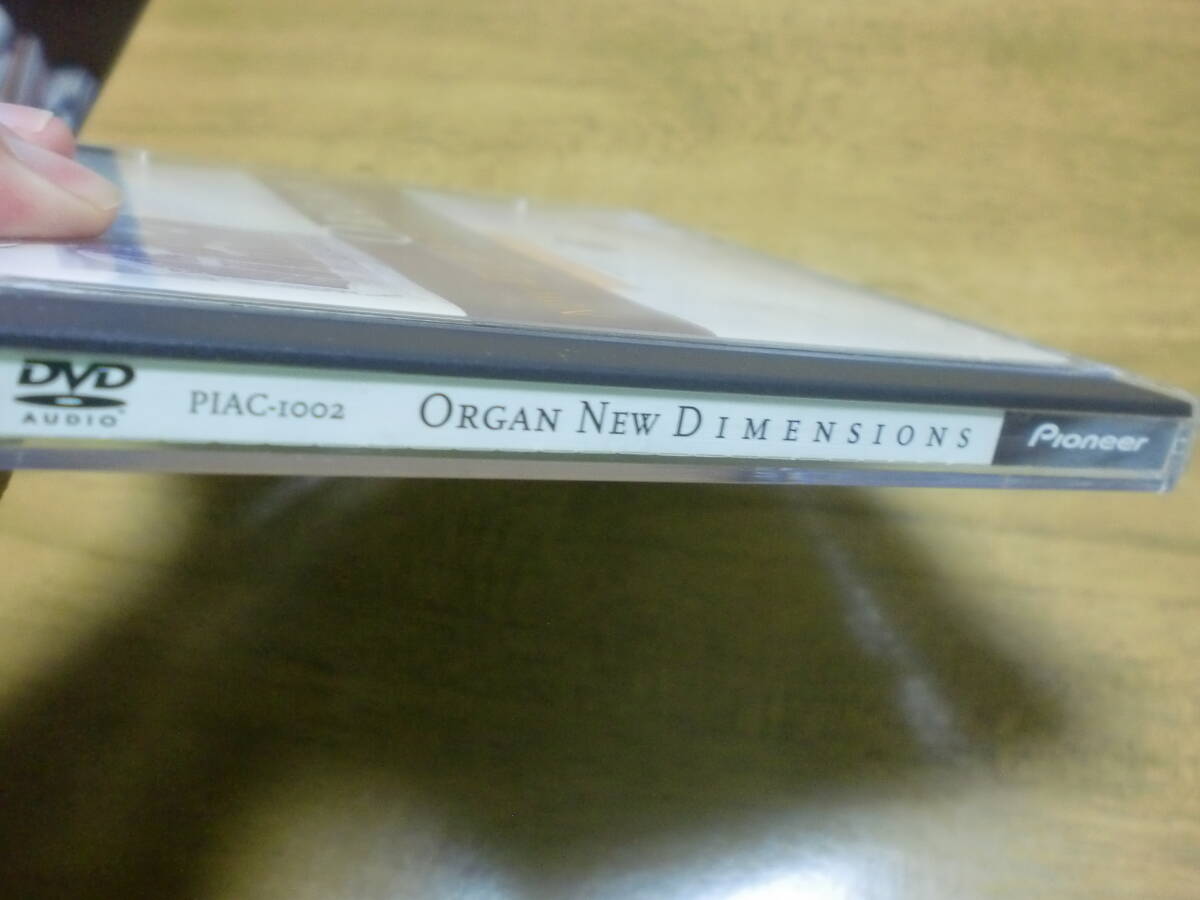 DVD
AUDIO
PIAC-1002
ORGAN NEW DIMENSIONS
Pioneer